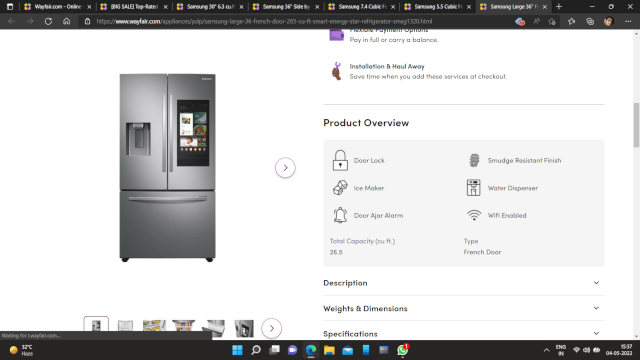 Wayfair.com - Online
[BIG SALE] Top-Rated
Samsung 30" 6.3 cu.ft
Samsung 36" Side by
Samsung 7.4 Cubic F
Samsung 5.5 Cubic F
Samsung Large 36" F
https://www.wayfair.com/appliances/pdp/samsung-large-36-french-door-265-cu-ft-smart-energy-star-refrigerator-smsg1320.html
Flexible Payment Options
Pay in full or carry a balance.
Installation & Haul Away
Save time when you add these services at checkout.
Product Overview
Door Lock
Smudge Resistant Finish
Ice Maker
Water Dispenser
Door Ajar Alarm
Wifi Enabled
Total Capacity (cu ft.)
Type
26.5
French Door
Description
Weights & Dimensions
Specifications
SAMSUNG
Waiting for t.wayfair.com...
32°C
Haze
ENG
IN
15:37
04-05-2022